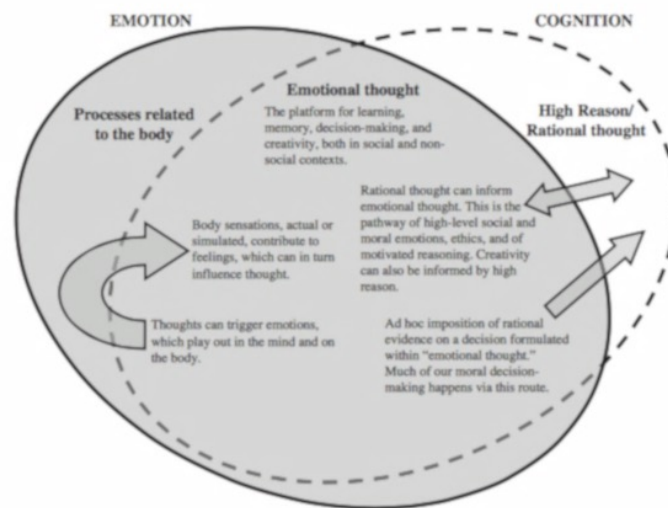 EMOTION
COGNITION
Emotional thought
The platform for learning,
memory, decision-making, and
creativity, both in social and non-
social contexts.
Processes related
to the body
High Reason/
Rational thought
Rational thought can inform
emotional thought. This is the
pathway of high-level social and
moral emotions, ethics, and of
motivated reasoning. Creativity
can also be informed by high
reason.
Body sensations, actual or
simulated, contribute to
feelings, which can in turn
influence thought.
Thoughts can trigger emotions,
which play out in the mind and on
the body.
Ad hoc imposition of rational
evidence on a decision formulated
within “emotional thought.”
Much of our moral decision-
making happens via this route.